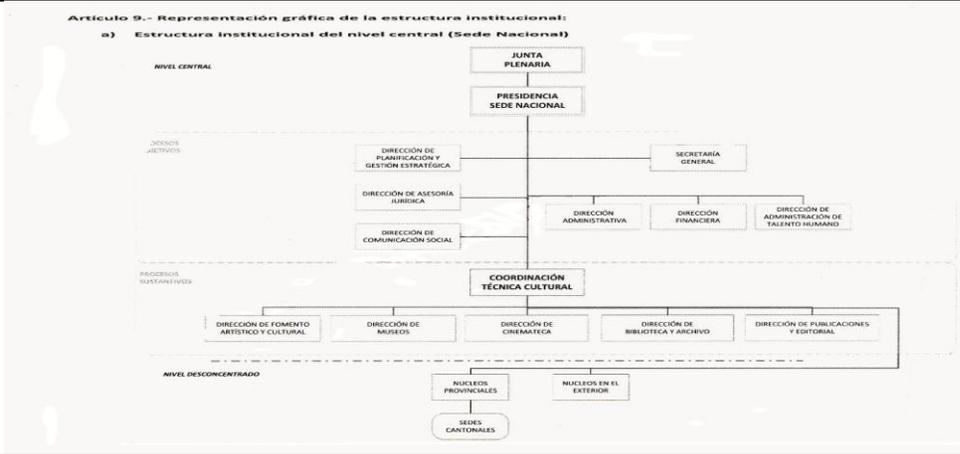 Artículo 9.- Representación gráfica de la estructura institucional:
a) Estructura institucional del nivel central (Sede Nacional)
NIVEL CENTRAL
JUNTA
PLENARIA
PRESIDENCIA
SEDE NACIONAL
DIRECCIÓN DE
PLANIFICACIÓN Y
GESTIÓN ESTRATÉGICA
SECRETARÍA
GENERAL
DIRECCIÓN DE ASESORÍA
JURÍDICA
DIRECCIÓN
ADMINISTRATIVA
DIRECCIÓN
FINANCIERA
DIRECCIÓN DE
ADMINISTRACIÓN DE
TALENTO HUMANO
DIRECCIÓN DE
COMUNICACIÓN SOCIAL
PROCESOS
SUSTANTIVOS
COORDINACIÓN
TÉCNICA CULTURAL
DIRECCIÓN DE FOMENTO
ARTÍSTICO Y CULTURAL
DIRECCIÓN DE
MUSEOS
DIRECCIÓN DE
CINEMATECA
DIRECCIÓN DE
BIBLIOTECA Y ARCHIVO
DIRECCIÓN DE PUBLICACIONES
Y EDITORIAL
NIVEL DESCONCENTRADO
NUCLEOS
PROVINCIALES
NUCLEOS EN EL
EXTERIOR
SEDES
CANTONALES